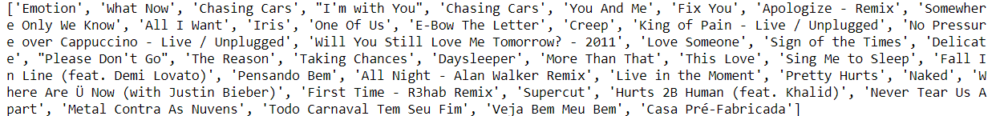 ['Emotion', 'What Now', 'Chasing Cars', "I'm with You", 'Chasing Cars', 'You And Me', 'Fix You', 'Apologize - Remix', 'Somewher
e Only We Know', 'All I Want', 'Iris', 'One Of Us', 'E-Bow The Letter', 'Creep', 'King of Pain - Live / Unplugged', 'No Pressur
e over Cappuccino - Live / Unplugged', 'Will You Still Love Me Tomorrow? - 2011', 'Love Someone', 'Sign of the Times', 'Delicat
e', "Please Don't Go", 'The Reason', 'Taking Chances', 'Daysleeper', 'More Than That', 'This Love', 'Sing Me to Sleep', 'Fall I
n Line (feat. Demi Lovato)', 'Pensando Bem', 'All Night - Alan Walker Remix', 'Live in the Moment', 'Pretty Hurts', 'Naked', 'W
here Are Ü Now (with Justin Bieber)', 'First Time - R3hab Remix', 'Supercut', 'Hurts 2B Human (feat. Khalid)', 'Never Tear Us A
part', 'Metal Contra As Nuvens', 'Todo Carnaval Tem Seu Fim', 'Veja Bem Meu Bem', 'Casa Pré-Fabricada']